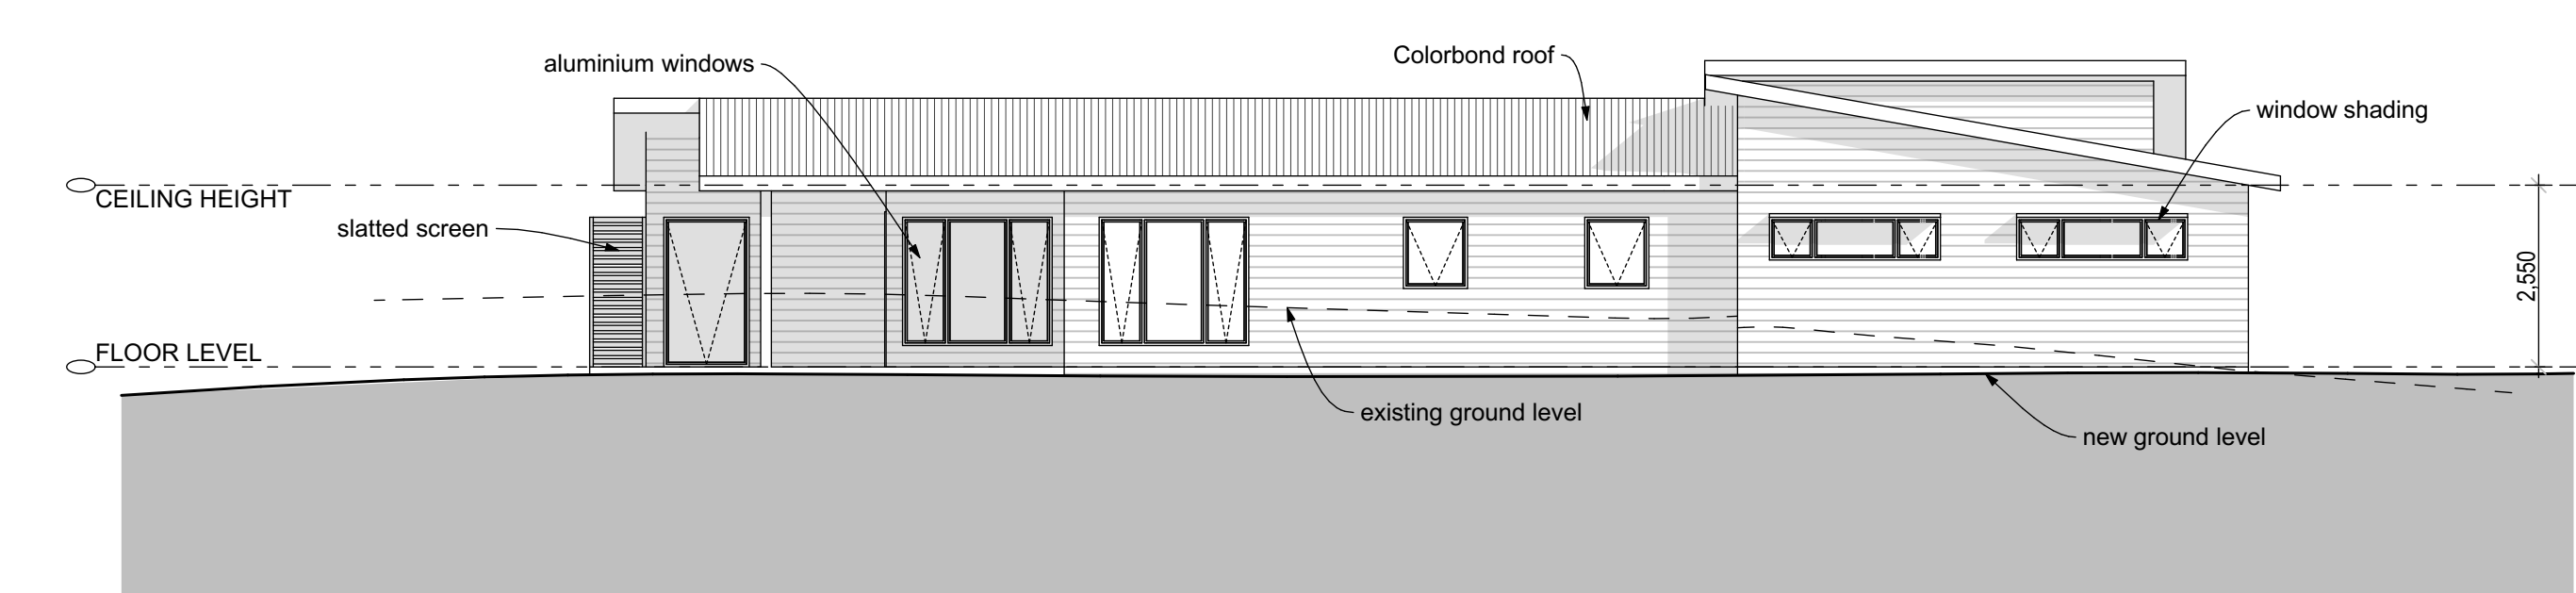 Colorbond roof
aluminium windows
window shading
CEILING HEIGHT
slatted screen
2,550
FLOOR LEVEL
existing ground level
new ground level